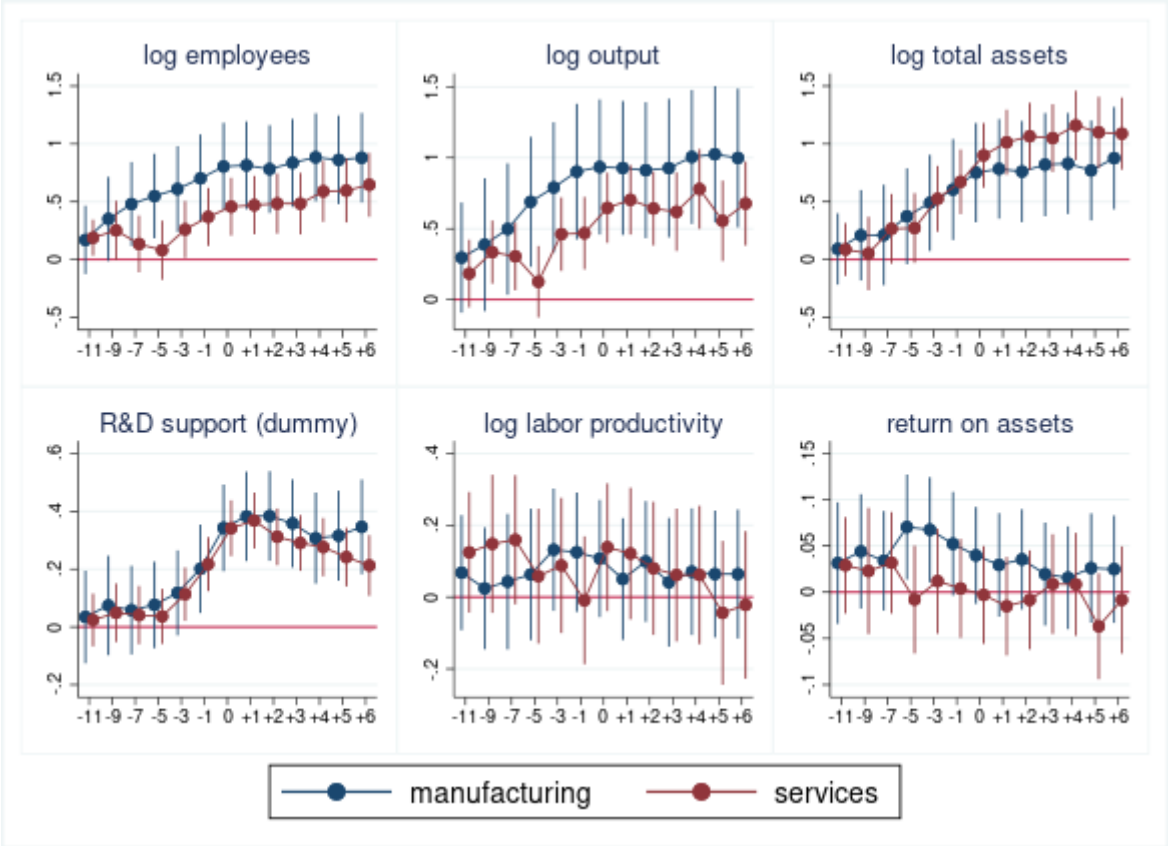 log employees
1.5
1
.5
0
-.5
-11 -9 -7 -5 -3 -1 0 +1 +2 +3 +4 +5 +6
log output
1.5
1
.5
0
-11 -9 -7 -5 -3 -1 0 +1 +2 +3 +4 +5 +6
log total assets
1.5
1
.5
0
-.5
-11 -9 -7 -5 -3 -1 0 +1 +2 +3 +4 +5 +6
R&D support (dummy)
.6
.4
.2
0
-.2
-11 -9 -7 -5 -3 -1 0 +1 +2 +3 +4 +5 +6
log labor productivity
.4
.2
0
-.2
-11 -9 -7 -5 -3 -1 0 +1 +2 +3 +4 +5 +6
return on assets
.15
.1
.05
0
-.05
-.1
-11 -9 -7 -5 -3 -1 0 +1 +2 +3 +4 +5 +6
manufacturing services